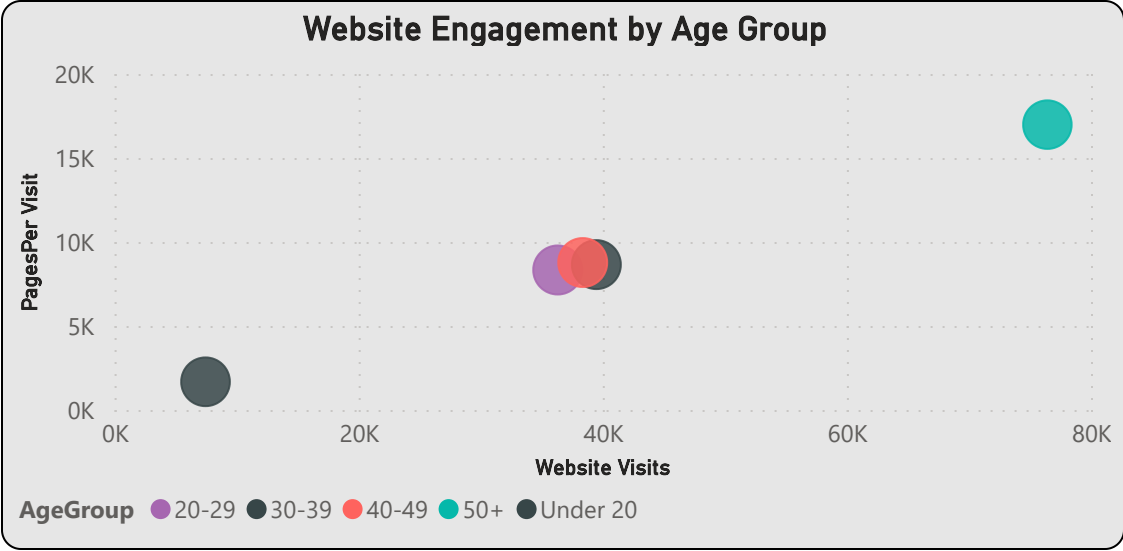 Website Engagement by Age Group
20K
15K
10K
5K
0K
PagesPer Visit
0K 20K 40K 60K 80K
Website Visits
AgeGroup 20-29 30-39 40-49 50+ Under 20